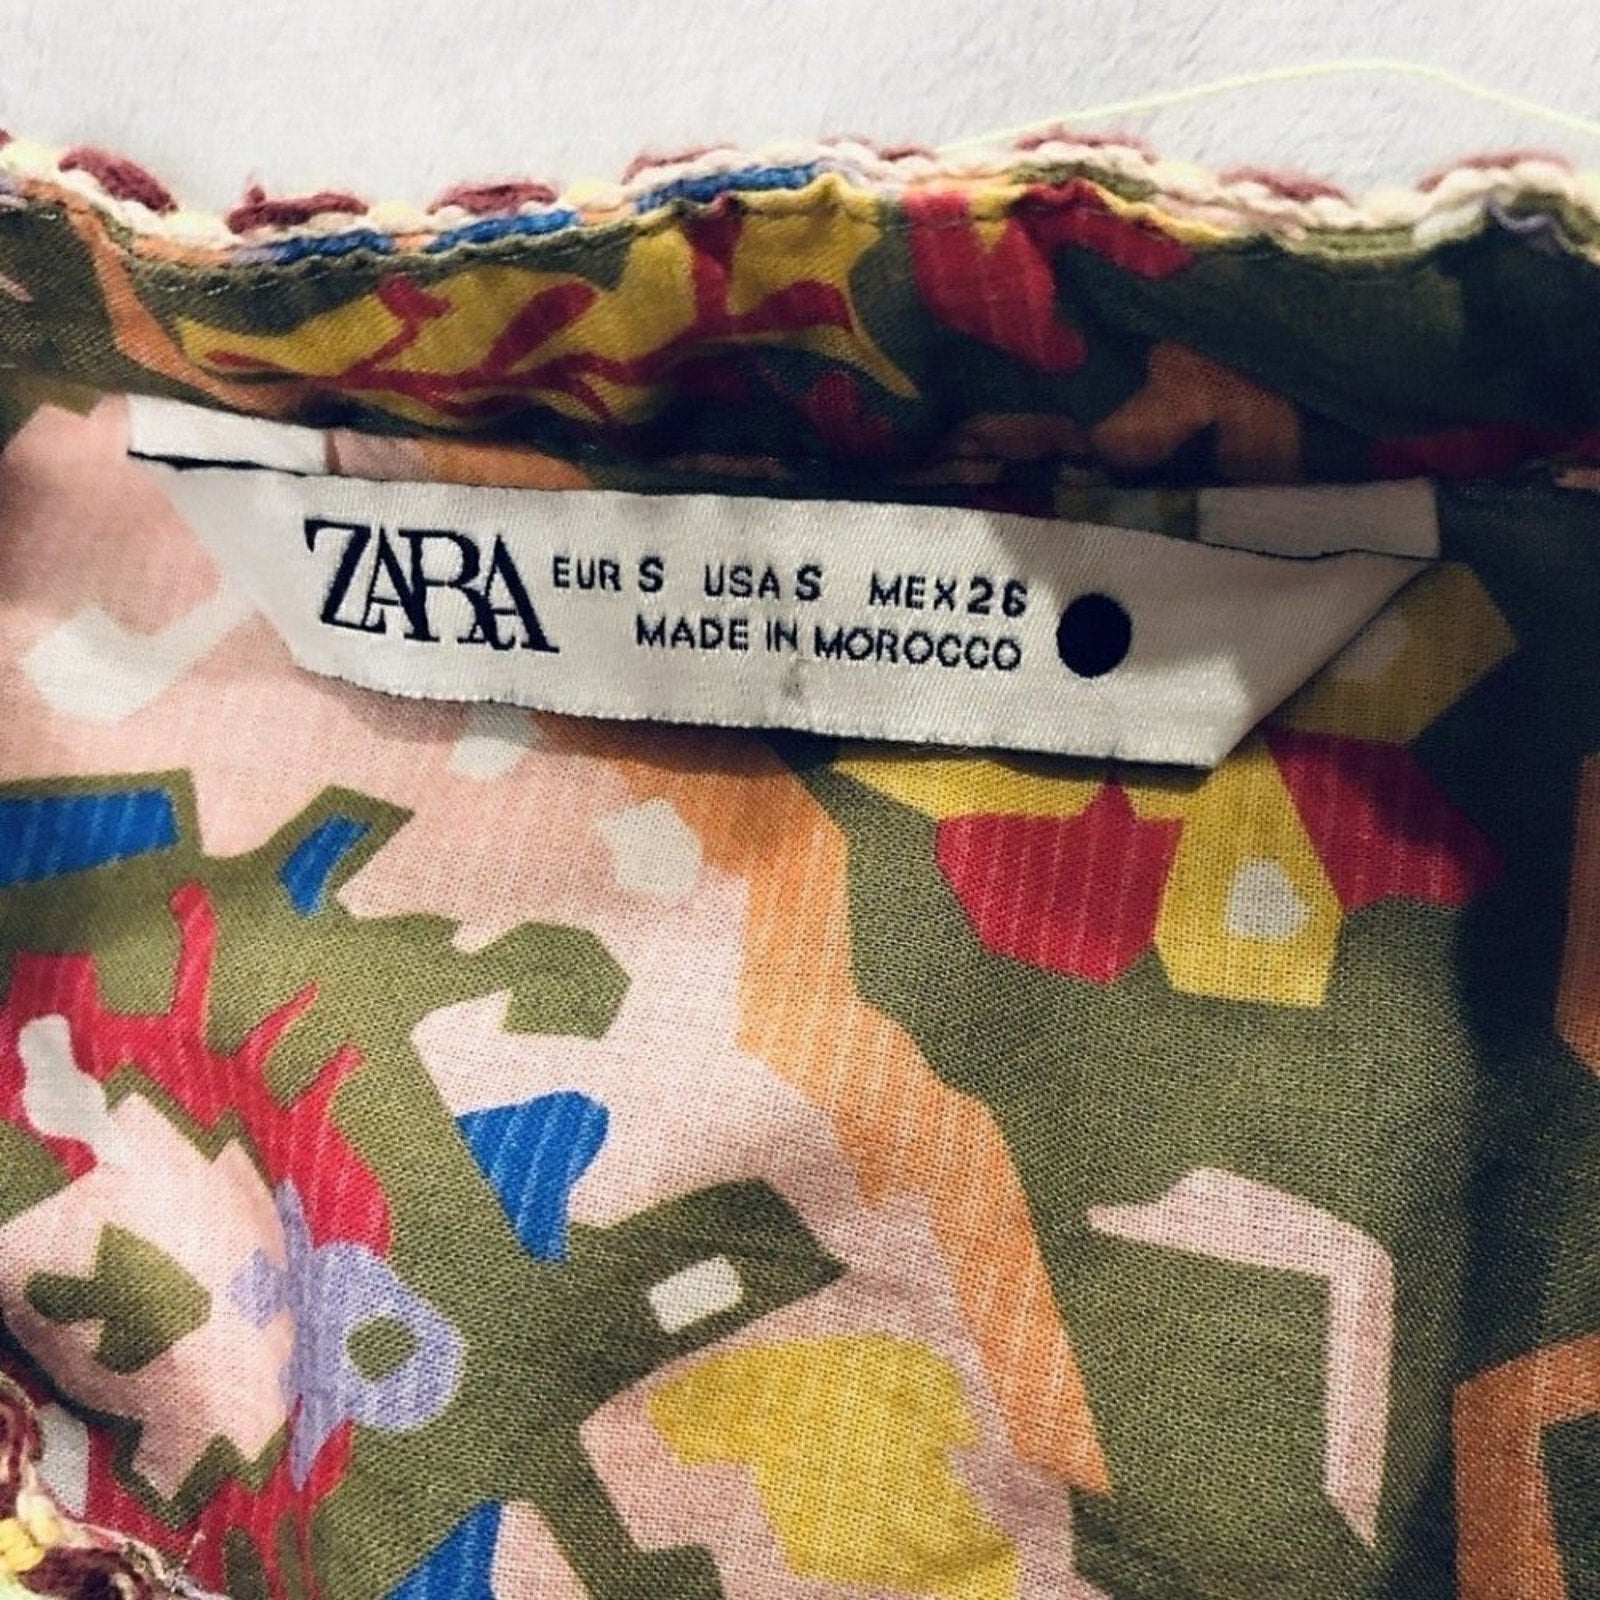 ZARA EUR S USA S MEX 26
MADE IN MOROCCO